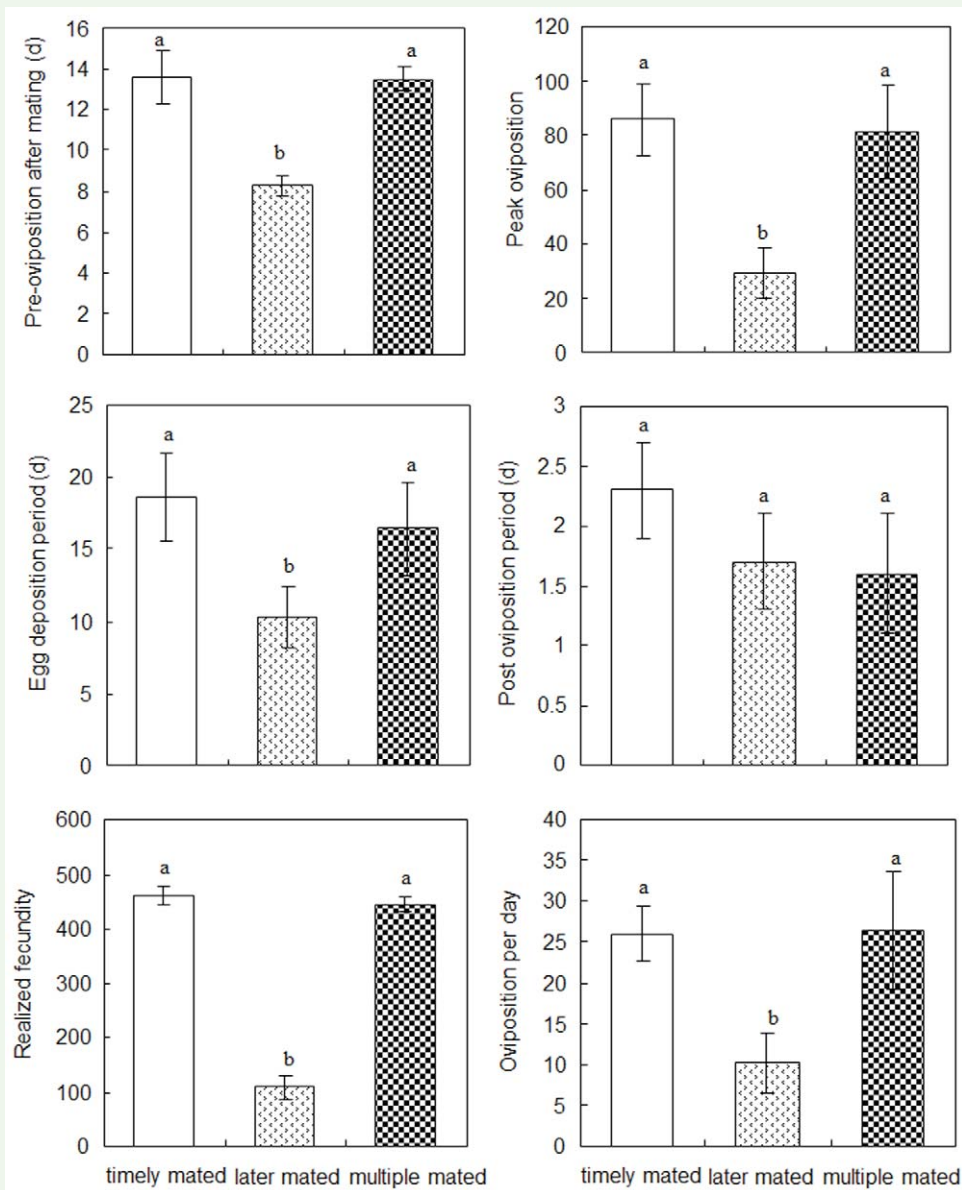 Pre-oviposition after mating (d)
16
14
12
10
8
6
4
2
0
a
b
a
Peak oviposition
120
100
80
60
40
20
0
a
b
a
Egg deposition period (d)
25
20
15
10
5
0
a
b
a
Post oviposition period (d)
3
2.5
2
1.5
1
0.5
0
a
a
a
Realized fecundity
600
500
400
300
200
100
0
a
b
a
timely mated later mated multiple mated
Oviposition per day
40
35
30
25
20
15
10
5
0
a
b
a
timely mated later mated multiple mated